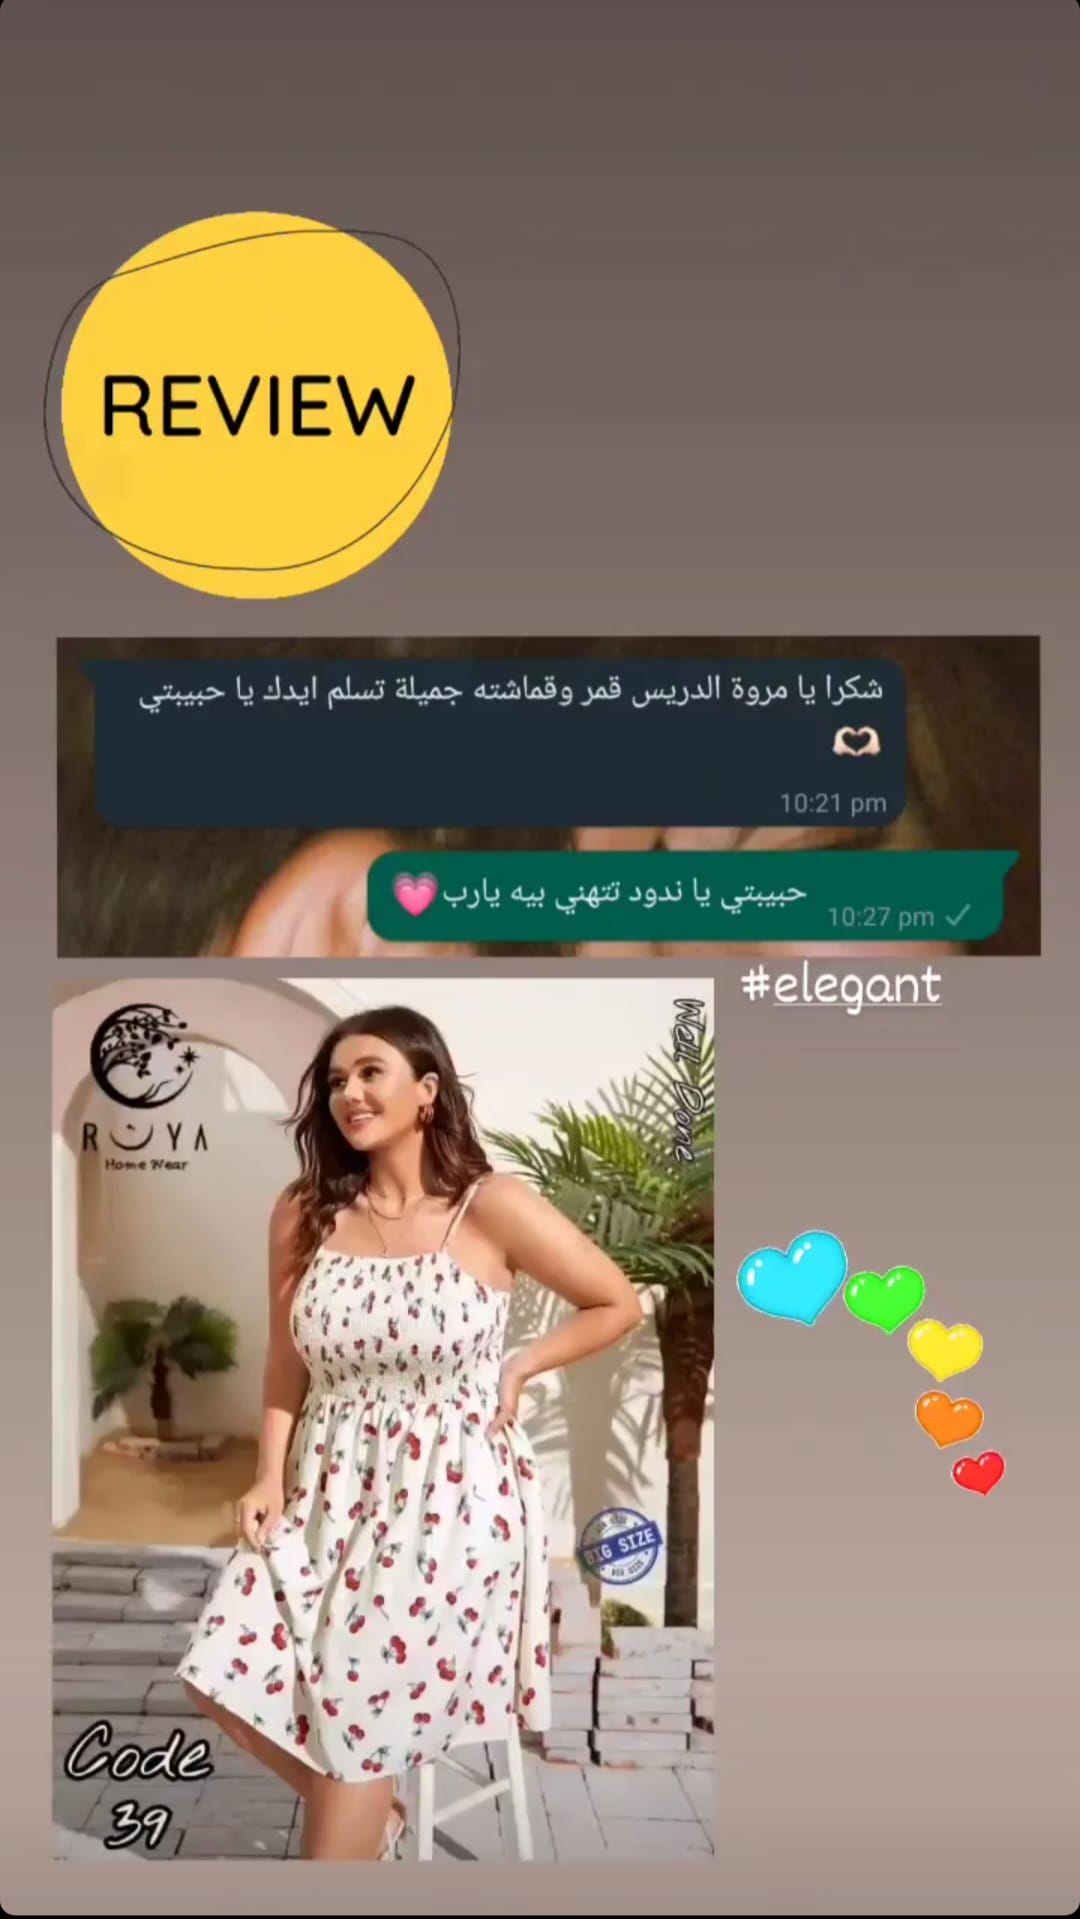 REVIEW
شكرا يا مروة الدريس قمر وقماشته جميلة تسلم ايدك يا حبيبتي
🫶🏻
10:21 pm
حبيبتي يا ندود تتهني بيه يارب💗
10:27 pm
#elegant
Well Done
RUYA
Home Wear
BIG SIZE
Code
39